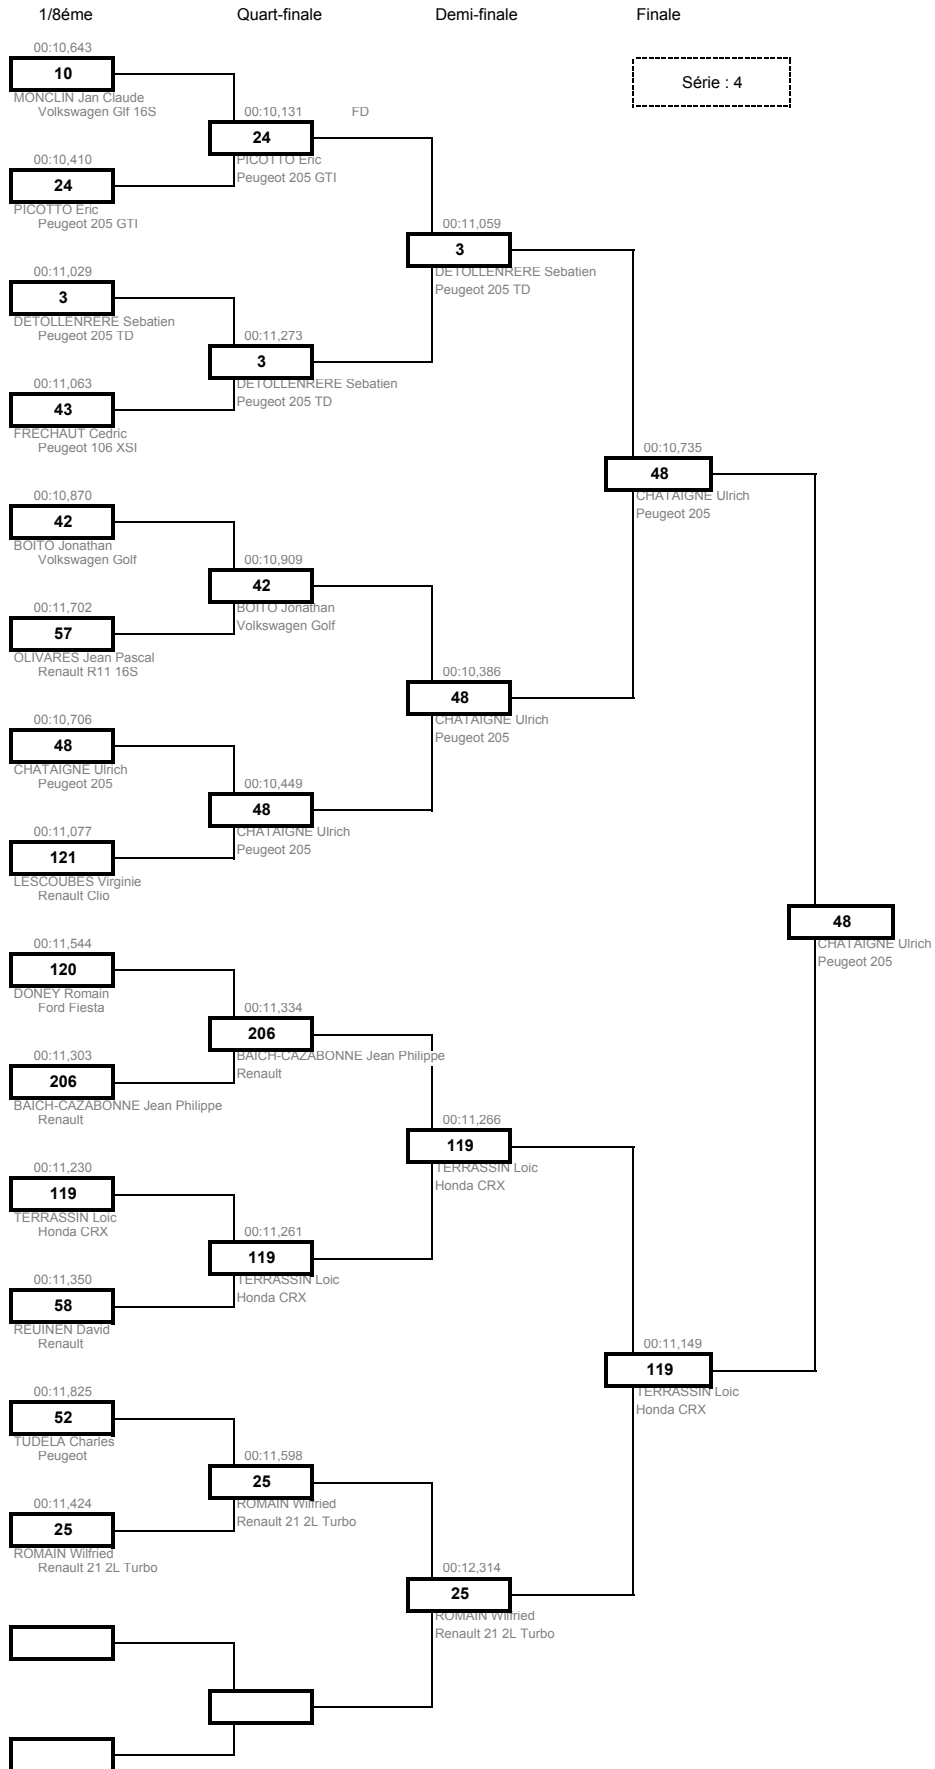 1/8éme
Quart-finale
Demi-finale
Finale
Série : 4
00:10,643
10
MONCLIN Jan Claude
Volkswagen Glf 16S
00:10,131
FD
24
PICOTTO Eric
Peugeot 205 GTI
00:10,410
24
PICOTTO Eric
Peugeot 205 GTI
00:11,059
3
DETOLLENRERE Sebatien
Peugeot 205 TD
00:11,029
3
DETOLLENRERE Sebatien
Peugeot 205 TD
00:11,273
3
DETOLLENRERE Sebatien
Peugeot 205 TD
00:11,063
43
FRECHAUT Cedric
Peugeot 106 XSI
00:10,735
48
CHATAIGNE Ulrich
Peugeot 205
00:10,870
42
BOITO Jonathan
Volkswagen Golf
00:10,909
42
BOITO Jonathan
Volkswagen Golf
00:11,702
57
OLIVARES Jean Pascal
Renault R11 16S
00:10,386
48
CHATAIGNE Ulrich
Peugeot 205
00:10,706
48
CHATAIGNE Ulrich
Peugeot 205
00:10,449
48
CHATAIGNE Ulrich
Peugeot 205
00:11,077
121
LESCOUBES Virginie
Renault Clio
48
CHATAIGNE Ulrich
Peugeot 205
00:11,544
120
DONEY Romain
Ford Fiesta
00:11,334
206
BAICH-CAZABONNE Jean Philippe
Renault
00:11,303
206
BAICH-CAZABONNE Jean Philippe
Renault
00:11,266
119
TERRASSIN Loic
Honda CRX
00:11,230
119
TERRASSIN Loic
Honda CRX
00:11,261
119
TERRASSIN Loic
Honda CRX
00:11,350
58
REUINEN David
Renault
00:11,149
119
TERRASSIN Loic
Honda CRX
00:11,825
52
TUDELA Charles
Peugeot
00:11,598
25
ROMAIN Wilfried
Renault 21 2L Turbo
00:11,424
25
ROMAIN Wilfried
Renault 21 2L Turbo
00:12,314
25
ROMAIN Wilfried
Renault 21 2L Turbo